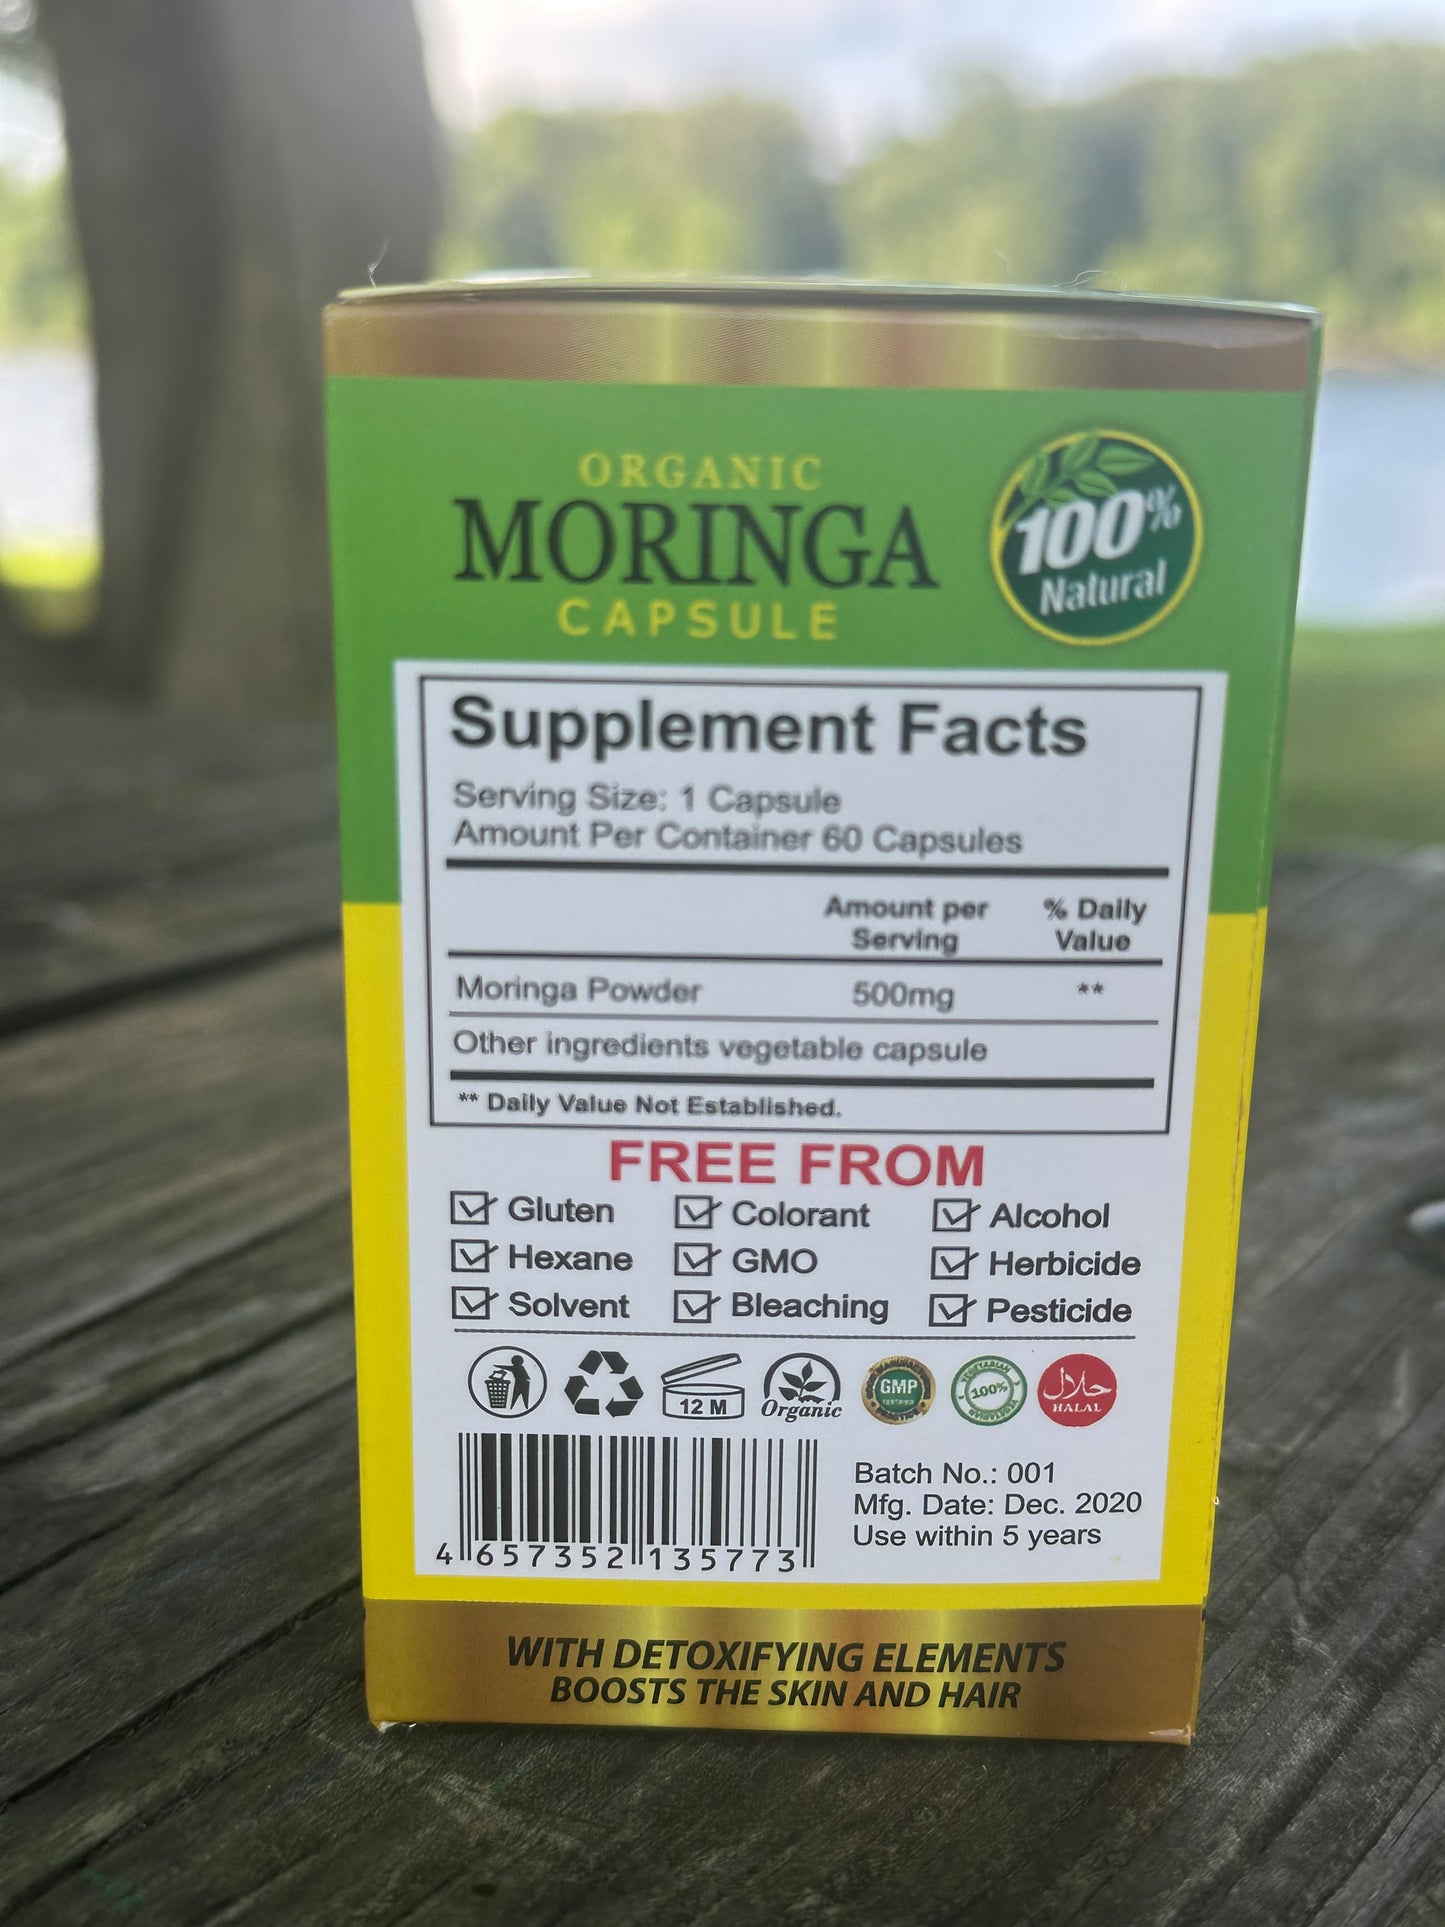 ORGANIC
MORINGA
CAPSULE
100%
Natural
Supplement Facts
Serving Size: 1 Capsule
Amount Per Container 60 Capsules
Amount per Serving
% Daily Value
Moringa Powder 500mg **
Other ingredients vegetable capsule
** Daily Value Not Established.
FREE FROM
Gluten Colorant Alcohol
Hexane GMO Herbicide
Solvent Bleaching Pesticide
12 M
Organic
GMP
CERTIFIED
VEGETARIAN
100%
حلال
HALAL
4 657352 135773
Batch No.: 001
Mfg. Date: Dec. 2020
Use within 5 years
WITH DETOXIFYING ELEMENTS
BOOSTS THE SKIN AND HAIR